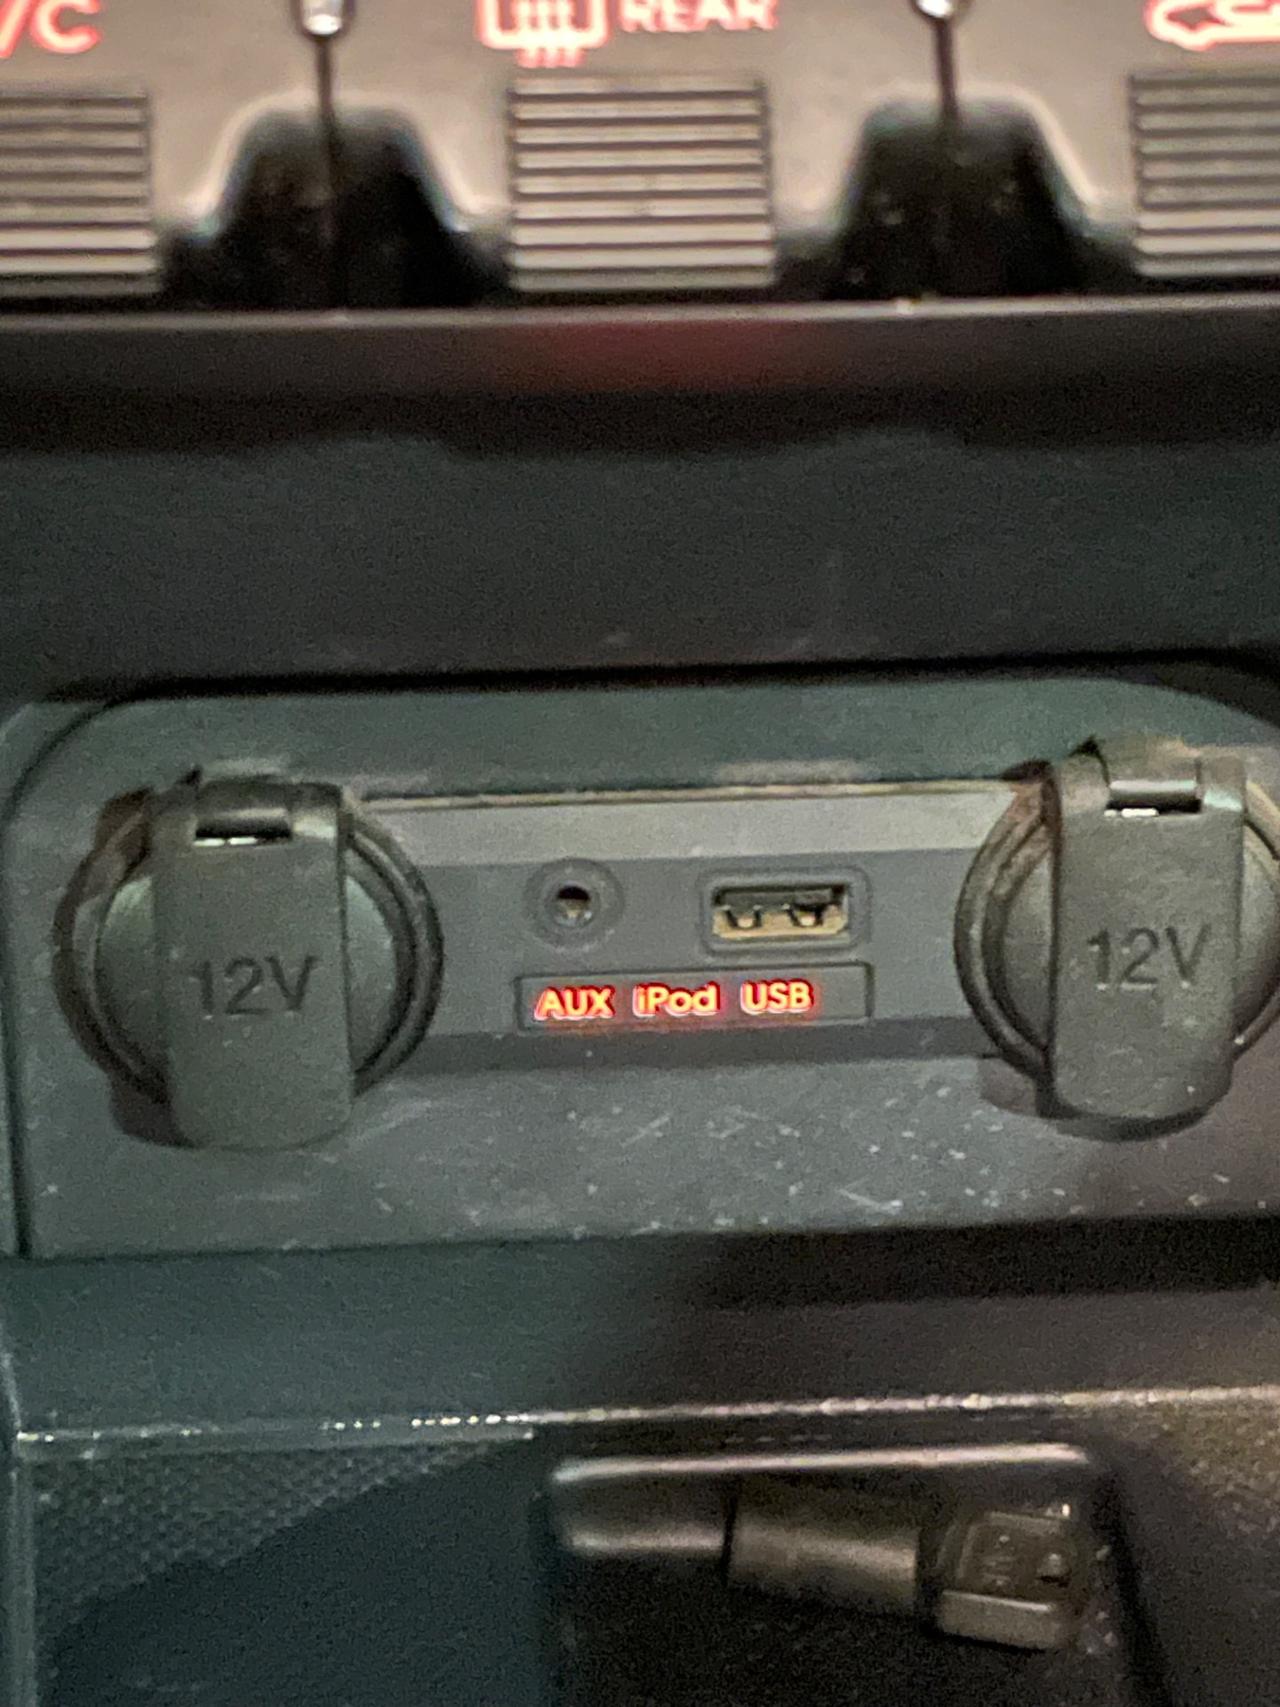 /C REAR
12V 12V
AUX iPod USB